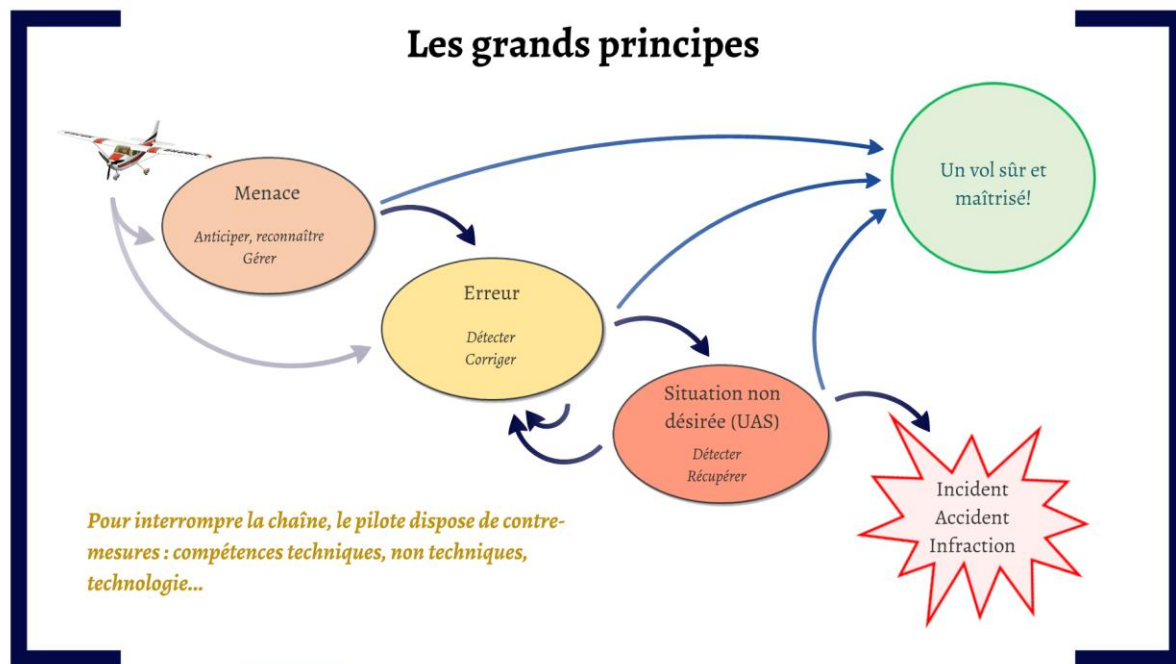 Les grands principes
Menace
Anticiper, reconnaître
Gérer
Un vol sûr et
maîtrisé!
Erreur
Détecter
Corriger
Situation non
désirée (UAS)
Détecter
Récupérer
Incident
Accident
Infraction
Pour interrompre la chaîne, le pilote dispose de contre-
mesures : compétences techniques, non techniques,
technologie...